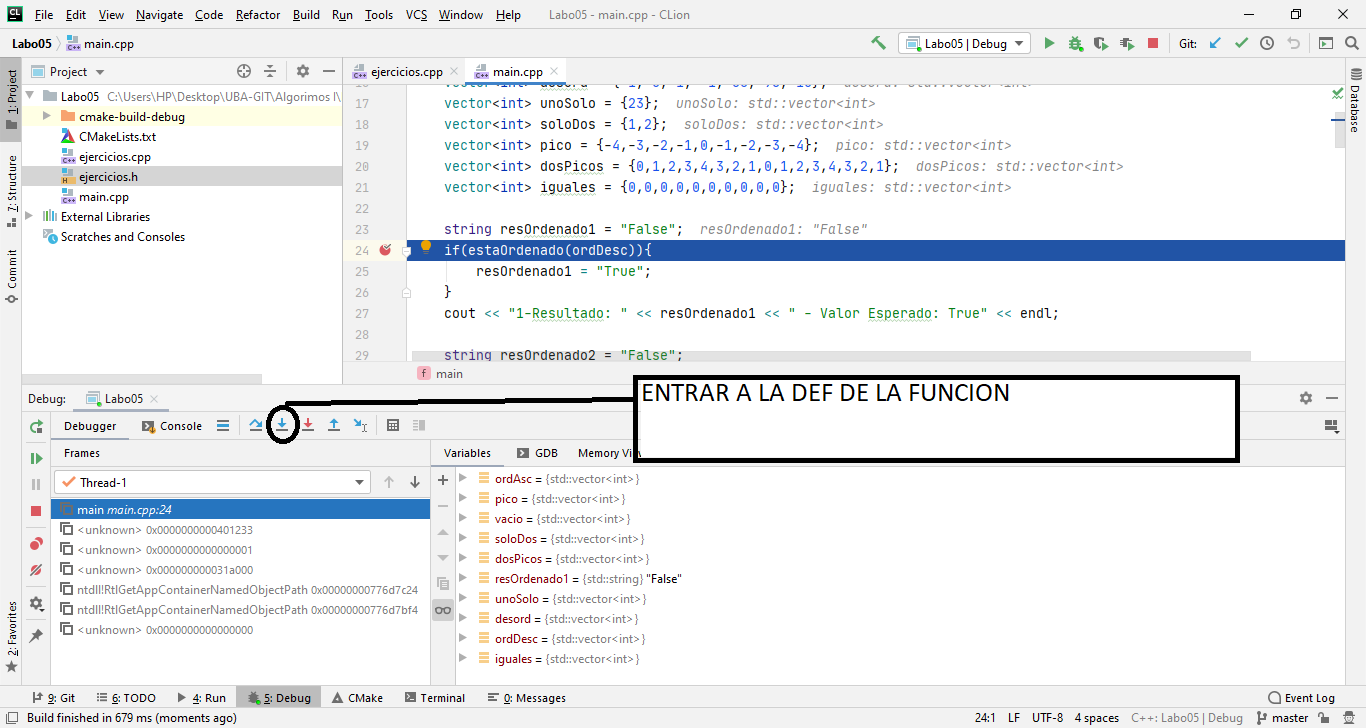 File Edit View Navigate Code Refactor Build Run Tools VCS Window Help Labo05 - main.cpp - CLion
Labo05 main.cpp Labo05 | Debug Git:
1: Project
7: Structure
Commit
2: Favorites
Project
Labo05 C:\Users\HP\Desktop\UBA-GIT\Algorimos I\
cmake-build-debug
CMakeLists.txt
ejercicios.cpp
ejercicios.h
main.cpp
External Libraries
Scratches and Consoles
ejercicios.cpp main.cpp
17 vector<int> unoSolo = {23}; unoSolo: std::vector<int>
18 vector<int> soloDos = {1,2}; soloDos: std::vector<int>
19 vector<int> pico = {-4,-3,-2,-1,0,-1,-2,-3,-4}; pico: std::vector<int>
20 vector<int> dosPicos = {0,1,2,3,4,3,2,1,0,1,2,3,4,3,2,1}; dosPicos: std::vector<int>
21 vector<int> iguales = {0,0,0,0,0,0,0,0,0,0}; iguales: std::vector<int>
22
23 string resOrdenado1 = "False"; resOrdenado1: "False"
24 if(estaOrdenado(ordDesc)){
25 resOrdenado1 = "True";
26 }
27 cout << "1-Resultado: " << resOrdenado1 << " - Valor Esperado: True" << endl;
28
29 string resOrdenado2 = "False";
f main
Database
Debug: Labo05
ENTRAR A LA DEF DE LA FUNCION
Debugger Console
Frames
Thread-1
main main.cpp:24
<unknown> 0x0000000000401233
<unknown> 0x0000000000000001
<unknown> 0x000000000031a000
ntdll!RtlGetAppContainerNamedObjectPath 0x00000000776d7c24
ntdll!RtlGetAppContainerNamedObjectPath 0x00000000776d7bf4
<unknown> 0x0000000000000000
Variables GDB Memory
ordAsc = {std::vector<int>}
pico = {std::vector<int>}
vacio = {std::vector<int>}
soloDos = {std::vector<int>}
dosPicos = {std::vector<int>}
resOrdenado1 = {std::string} "False"
unoSolo = {std::vector<int>}
desord = {std::vector<int>}
ordDesc = {std::vector<int>}
iguales = {std::vector<int>}
9: Git 6: TODO 4: Run 5: Debug CMake Terminal 0: Messages Event Log
Build finished in 679 ms (moments ago) 24:1 LF UTF-8 4 spaces C++: Labo05 | Debug master